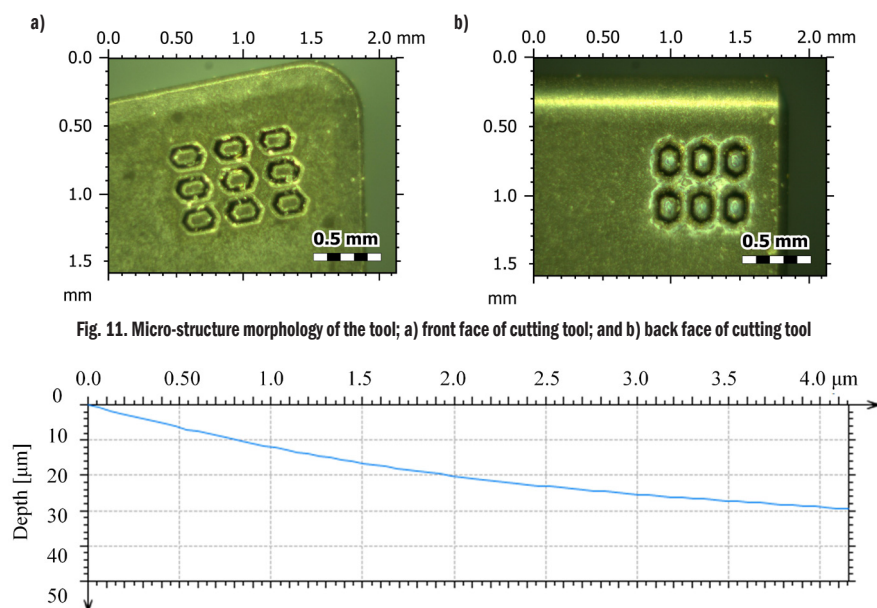 a)
0.0 0.50 1.0 1.5 2.0 mm
0.0
0.50
1.0
1.5
mm
0.5 mm
b)
0.0 0.50 1.0 1.5 2.0 mm
0.0
0.50
1.0
1.5
mm
0.5 mm
Fig. 11. Micro-structure morphology of the tool; a) front face of cutting tool; and b) back face of cutting tool
0.0 0.50 1.0 1.5 2.0 2.5 3.0 3.5 4.0 μm
0
10
20
30
40
50
Depth [μm]